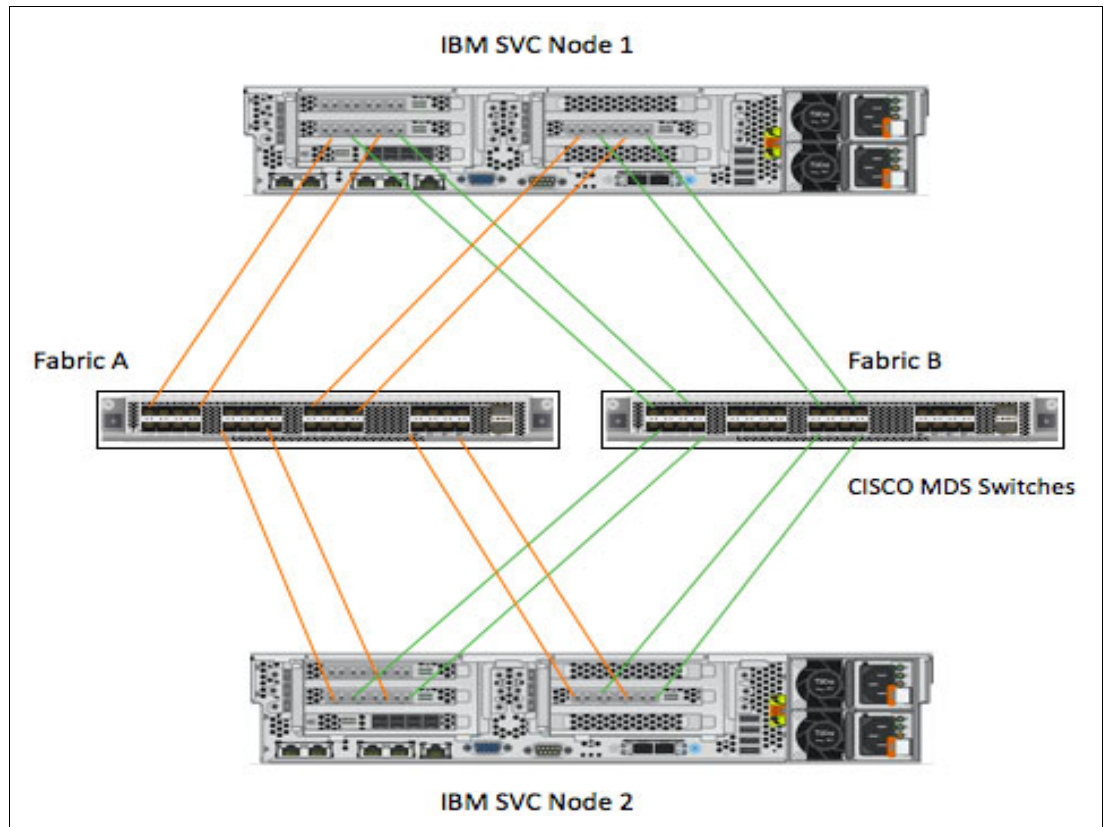 IBM SVC Node 1
Fabric A
Fabric B
CISCO MDS Switches
IBM SVC Node 2